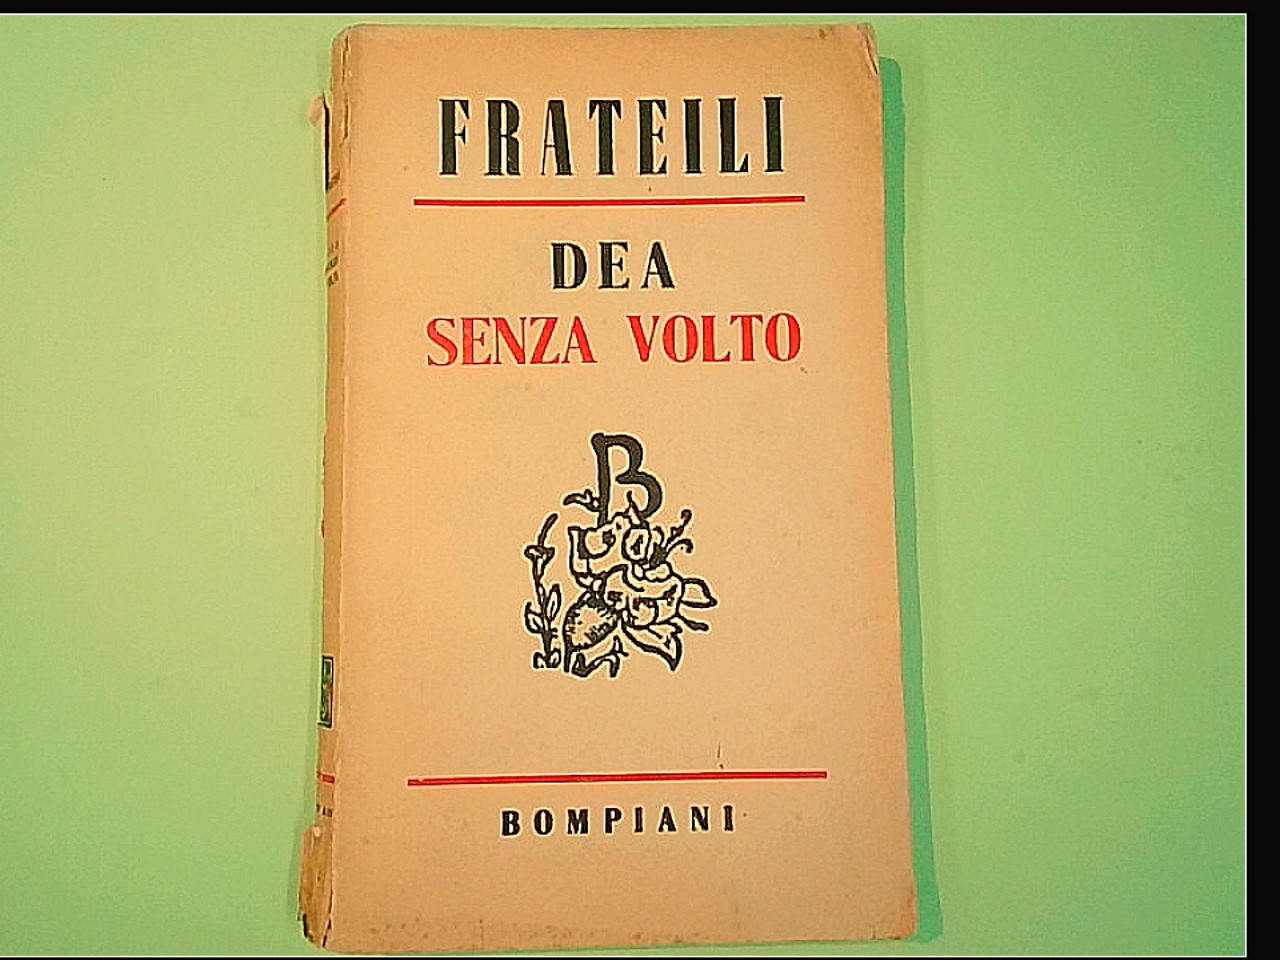 FRATEILI
DEA
SENZA VOLTO
B
BOMPIANI